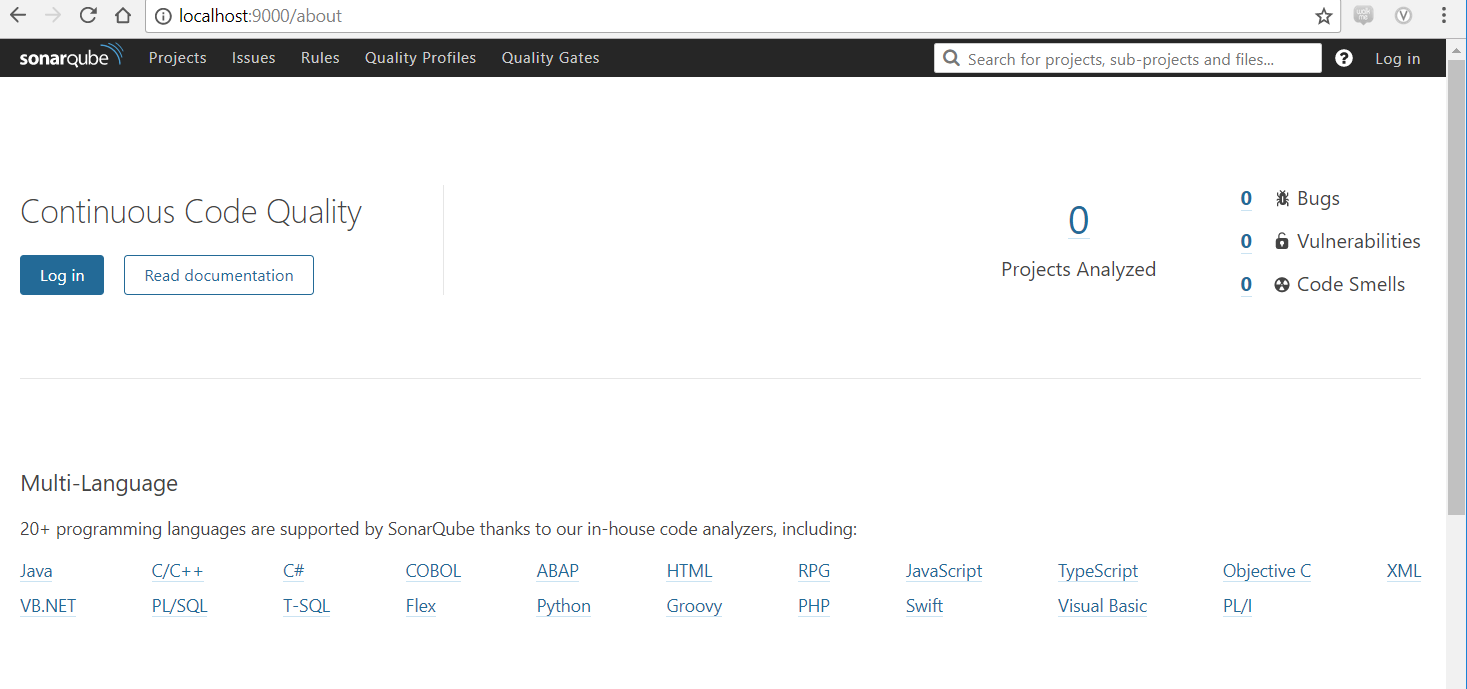 localhost:9000/about
sonarqube Projects Issues Rules Quality Profiles Quality Gates Search for projects, sub-projects and files... ? Log in
Continuous Code Quality
Log in Read documentation
0
Projects Analyzed
0 Bugs
0 Vulnerabilities
0 Code Smells
Multi-Language
20+ programming languages are supported by SonarQube thanks to our in-house code analyzers, including:
Java C/C++ C# COBOL ABAP HTML RPG JavaScript TypeScript Objective C XML
VB.NET PL/SQL T-SQL Flex Python Groovy PHP Swift Visual Basic PL/I